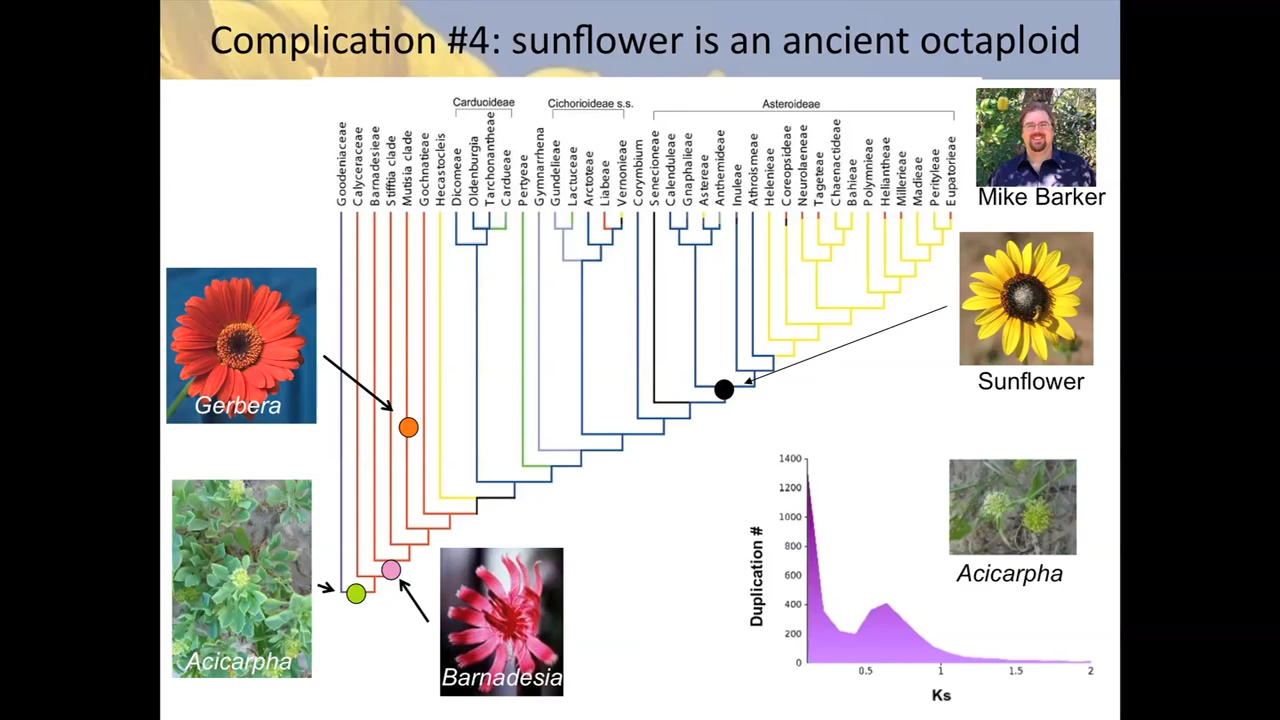 Complication #4: sunflower is an ancient octaploid
Carduoideae
Cichorioideae s.s.
Asteroideae
Goodeniaceae
Calyceraceae
Barnadesieae
Stifftia clade
Mutisia clade
Gochnatieae
Hecastocleis
Dicomeae
Oldenburgia
Tarchonantheae
Cardueae
Pertyeae
Gymnarrhena
Gundelieae
Lactuceae
Arctoteae
Liabeae
Vernonieae
Corymbium
Senecioneae
Calenduleae
Gnaphalieae
Astereae
Anthemideae
Inuleae
Athroismeae
Helenieae
Coreopsideae
Neurolaeneae
Tageteae
Chaenactideae
Bahieae
Polymnieae
Heliantheae
Millerieae
Madieae
Perityleae
Eupatorieae
Mike Barker
Sunflower
Gerbera
Acicarpha
Barnadesia
Acicarpha
Duplication #
1400
1200
1000
800
600
400
200
0
0.5
1
1.5
2
Ks